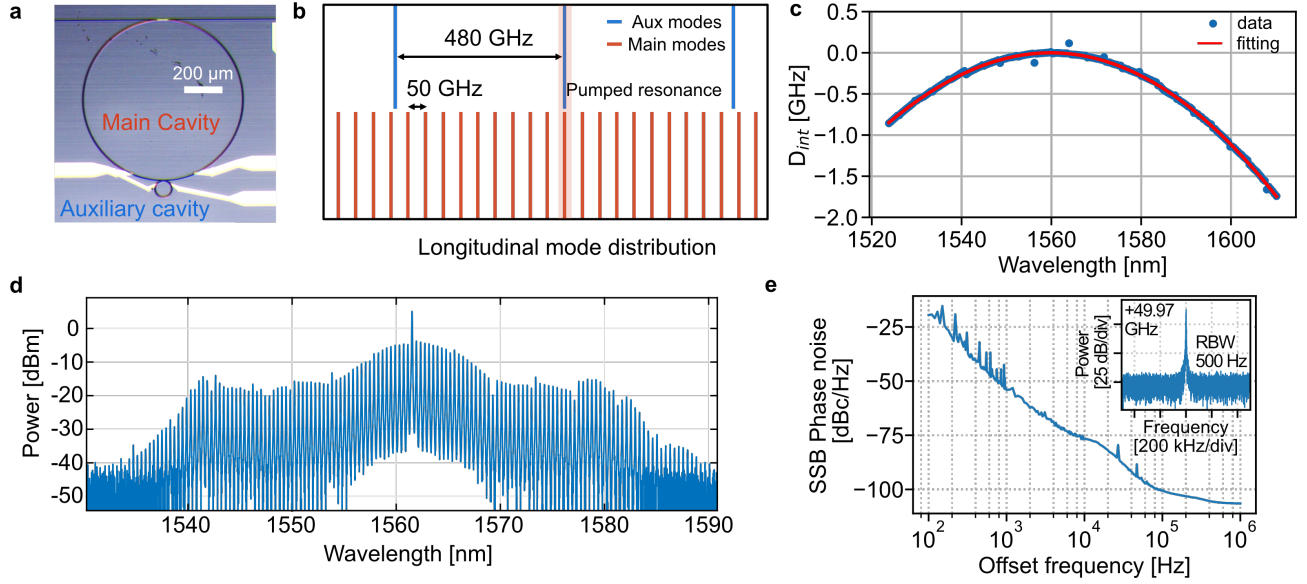 a
200 μm
Main Cavity
Auxiliary cavity
b
Aux modes
Main modes
480 GHz
50 GHz
Pumped resonance
Longitudinal mode distribution
c
0.5
0.0
−0.5
−1.0
−1.5
−2.0
D_int [GHz]
data
fitting
1520 1540 1560 1580 1600
Wavelength [nm]
d
0
-10
-20
-30
-40
-50
Power [dBm]
1540 1550 1560 1570 1580 1590
Wavelength [nm]
e
−25
−50
−75
−100
SSB Phase noise
[dBc/Hz]
10^2 10^3 10^4 10^5 10^6
Offset frequency [Hz]
+49.97
GHz
RBW
500 Hz
Power
[25 dB/div]
Frequency
[200 kHz/div]